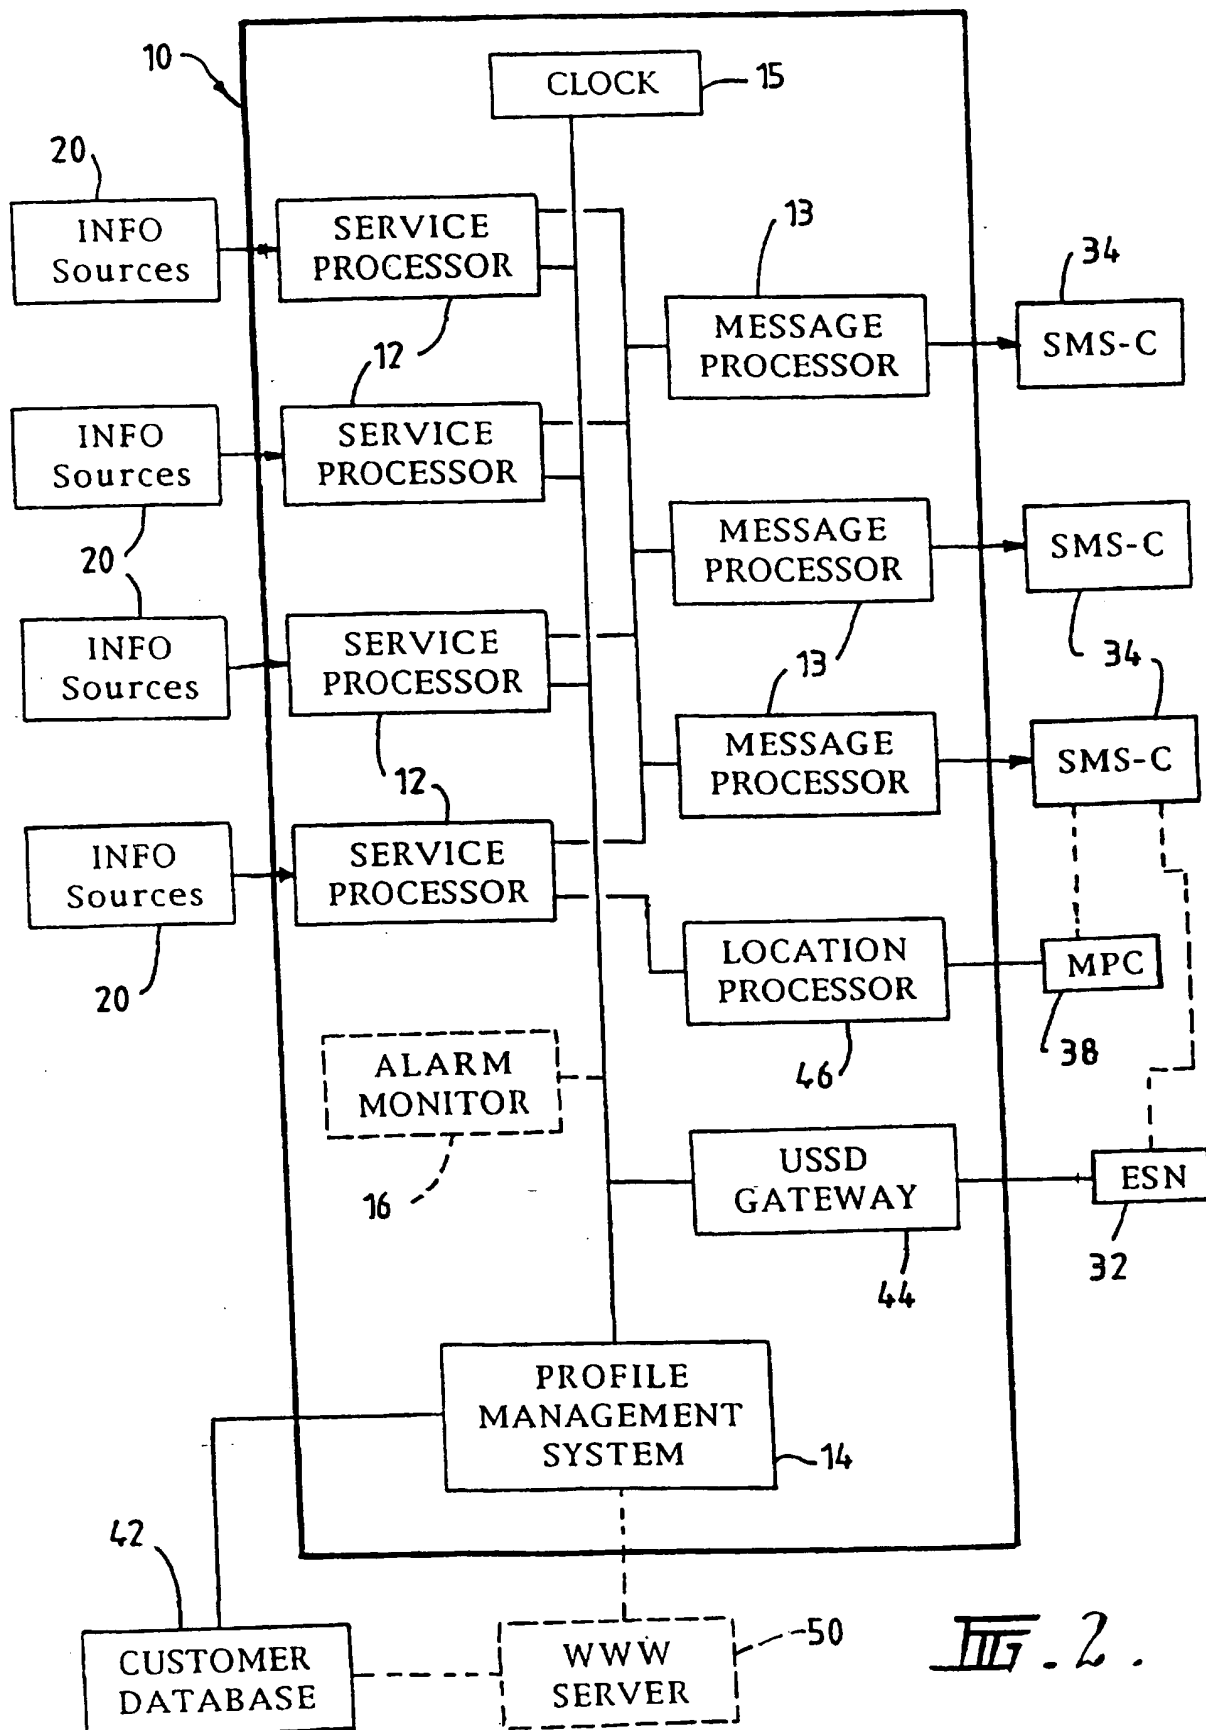 10
CLOCK
15
20
INFO
Sources
SERVICE
PROCESSOR
13
34
12
MESSAGE
PROCESSOR
SMS-C
INFO
Sources
SERVICE
PROCESSOR
20
MESSAGE
PROCESSOR
SMS-C
INFO
Sources
SERVICE
PROCESSOR
13
34
12
MESSAGE
PROCESSOR
SMS-C
INFO
Sources
SERVICE
PROCESSOR
20
LOCATION
PROCESSOR
MPC
46
38
ALARM
MONITOR
16
USSD
GATEWAY
ESN
44
32
PROFILE
MANAGEMENT
SYSTEM
14
42
CUSTOMER
DATABASE
WWW
SERVER
50
FIG. 2.